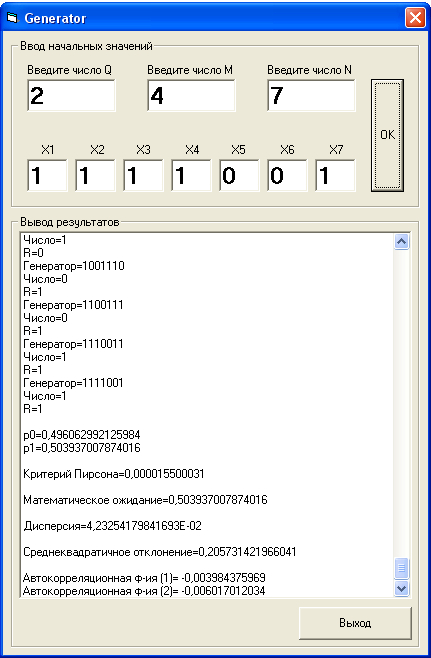 Generator
Ввод начальных значений
Введите число Q Введите число M Введите число N
2 4 7
OK
X1 X2 X3 X4 X5 X6 X7
1 1 1 1 0 0 1
Вывод результатов
Число=1
R=0
Генератор=1001110
Число=0
R=1
Генератор=1100111
Число=0
R=1
Генератор=1110011
Число=1
R=1
Генератор=1111001
Число=1
R=1
p0=0,496062992125984
p1=0,503937007874016
Критерий Пирсона=0,000015500031
Математическое ожидание=0,503937007874016
Дисперсия=4,23254179841693E-02
Среднеквадратичное отклонение=0,205731421966041
Автокорреляционная ф-ия (1)= -0,003984375969
Автокорреляционная ф-ия (2)= -0,006017012034
Выход